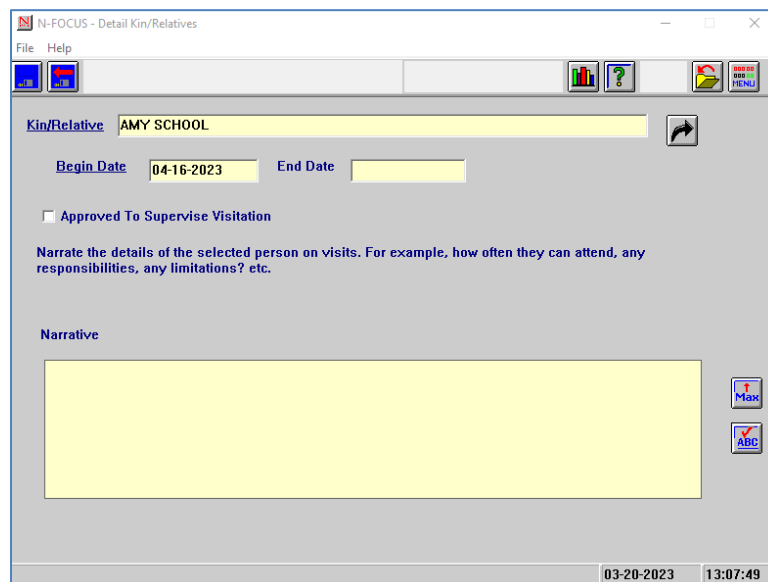 N-FOCUS - Detail Kin/Relatives
File Help
MENU
Kin/Relative AMY SCHOOL
Begin Date 04-16-2023 End Date
Approved To Supervise Visitation
Narrate the details of the selected person on visits. For example, how often they can attend, any
responsibilities, any limitations? etc.
Narrative
Max
ABC
03-20-2023 13:07:49